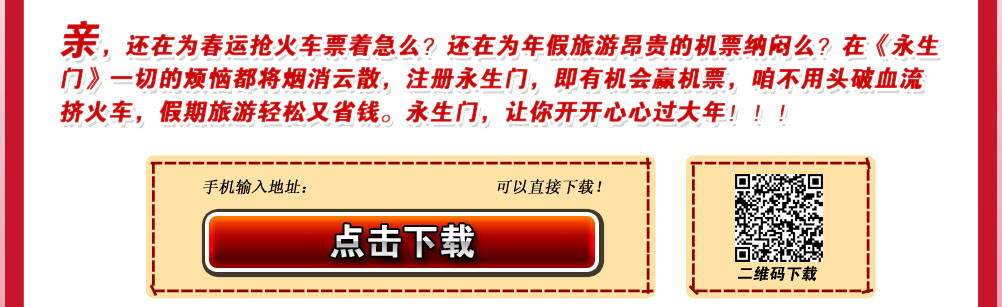 亲，还在为春运抢火车票着急么？还在为年假旅游昂贵的机票纳闷么？在《永生
门》一切的烦恼都将烟消云散，注册永生门，即有机会赢机票，咱不用头破血流
挤火车，假期旅游轻松又省钱。永生门，让你开开心心过大年！！！
手机输入地址： 可以直接下载！
点击下载
二维码下载